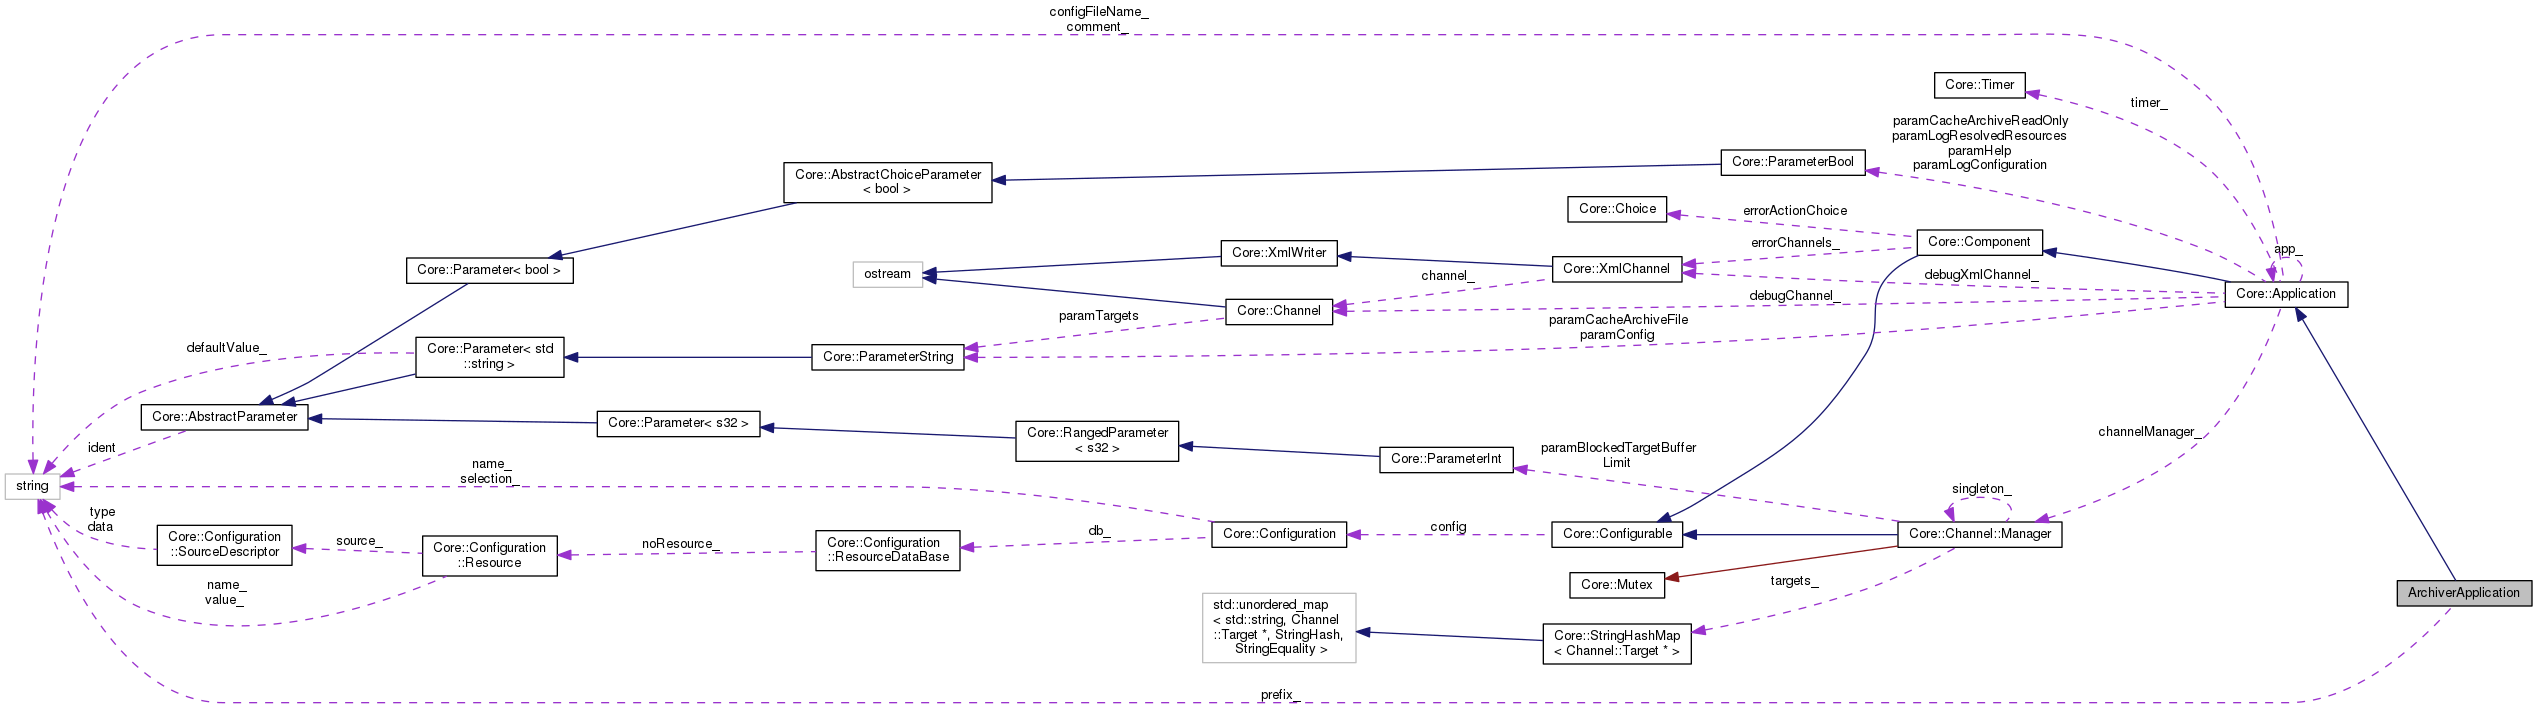 configFileName_
comment_
Core::Timer
timer_
paramCacheArchiveReadOnly
paramLogResolvedResources
paramHelp
paramLogConfiguration
Core::ParameterBool
Core::AbstractChoiceParameter
< bool >
Core::Choice
errorActionChoice
Core::Component
errorChannels_
app_
Core::XmlWriter
Core::XmlChannel
Core::Parameter< bool >
ostream
channel_
debugXmlChannel_
Core::Application
debugChannel_
Core::Channel
paramTargets
paramCacheArchiveFile
paramConfig
defaultValue_
Core::Parameter< std
::string >
Core::ParameterString
Core::AbstractParameter
Core::Parameter< s32 >
Core::RangedParameter
< s32 >
channelManager_
ident
paramBlockedTargetBuffer
Limit
Core::ParameterInt
name_
selection_
string
singleton_
type
data
Core::Configuration
::SourceDescriptor
source_
Core::Configuration
::Resource
noResource_
Core::Configuration
::ResourceDataBase
db_
Core::Configuration
config
Core::Configurable
Core::Channel::Manager
name_
value_
Core::Mutex
targets_
ArchiverApplication
std::unordered_map
< std::string, Channel
::Target *, StringHash,
StringEquality >
Core::StringHashMap
< Channel::Target * >
prefix_